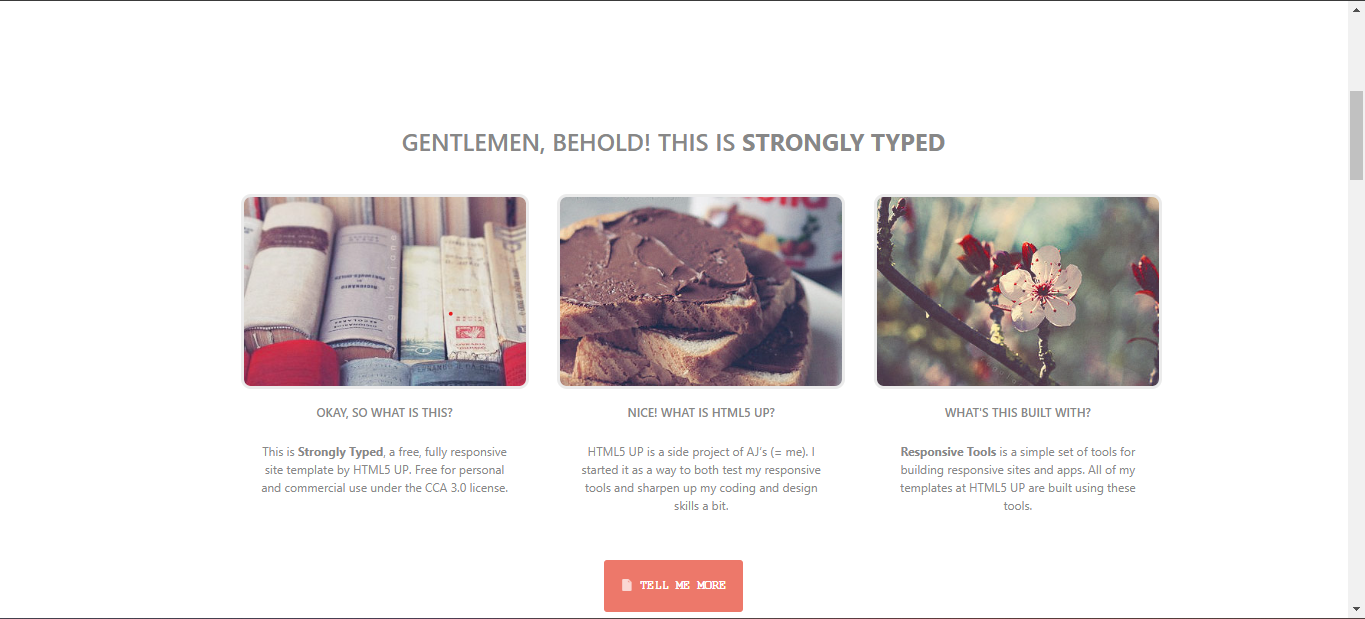 GENTLEMEN, BEHOLD! THIS IS STRONGLY TYPED
OKAY, SO WHAT IS THIS?
This is Strongly Typed, a free, fully responsive
site template by HTML5 UP. Free for personal
and commercial use under the CCA 3.0 license.
NICE! WHAT IS HTML5 UP?
HTML5 UP is a side project of AJ’s (= me). I
started it as a way to both test my responsive
tools and sharpen up my coding and design
skills a bit.
WHAT'S THIS BUILT WITH?
Responsive Tools is a simple set of tools for
building responsive sites and apps. All of my
templates at HTML5 UP are built using these
tools.
TELL ME MORE